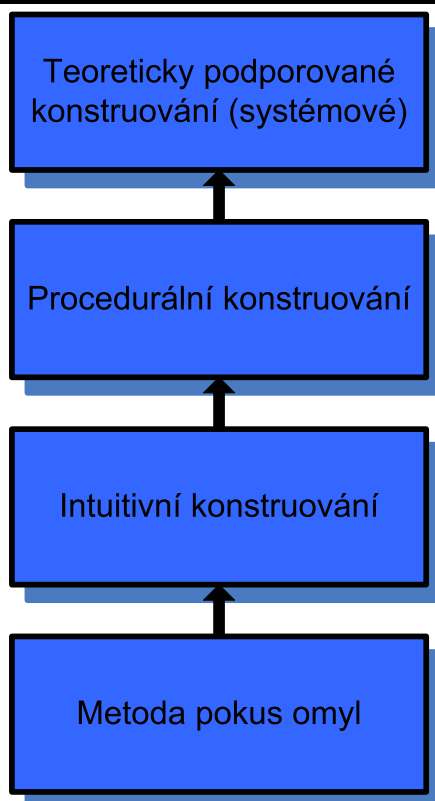 Teoreticky podporované
konstruování (systémové)
Procedurální konstruování
Intuitivní konstruování
Metoda pokus omyl